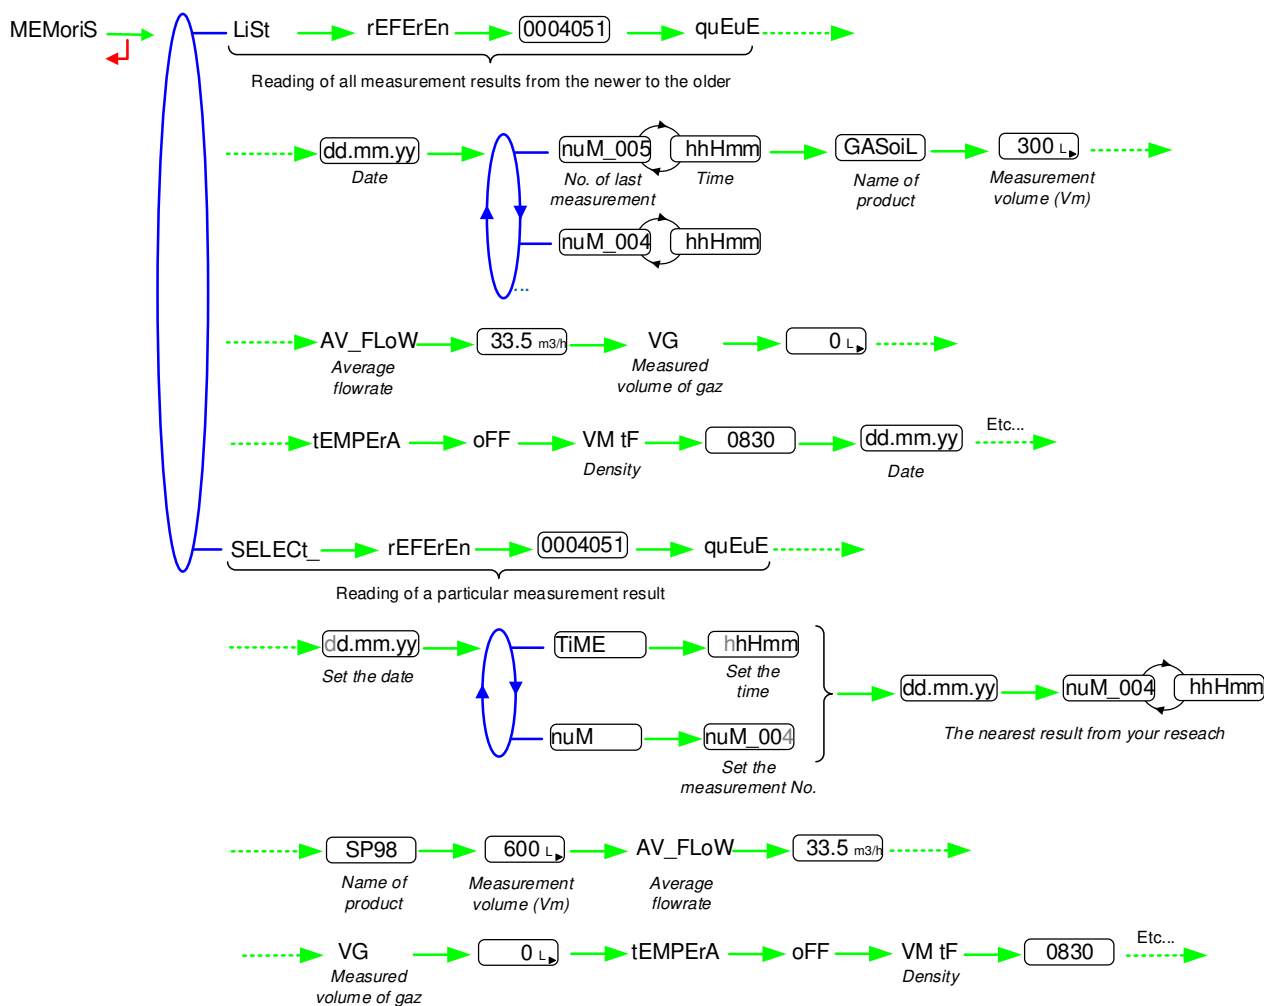 MEMoriS LiSt rEFErEn 0004051 quEuE
Reading of all measurement results from the newer to the older
dd.mm.yy nuM_005 hhHmm GASoiL 300 L
Date No. of last measurement Time Name of product Measurement volume (Vm)
nuM_004 hhHmm
...
AV_FLoW 33.5 m3/h VG 0 L
Average flowrate Measured volume of gaz
tEMPErA oFF VM tF 0830 dd.mm.yy Etc...
Density Date
SELECt_ rEFErEn 0004051 quEuE
Reading of a particular measurement result
dd.mm.yy TiME hhHmm
Set the date Set the time
nuM nuM_004
Set the measurement No.
dd.mm.yy nuM_004 hhHmm
The nearest result from your reseach
SP98 600 L AV_FLoW 33.5 m3/h
Name of product Measurement volume (Vm) Average flowrate
VG 0 L tEMPErA oFF VM tF 0830 Etc...
Measured volume of gaz Density